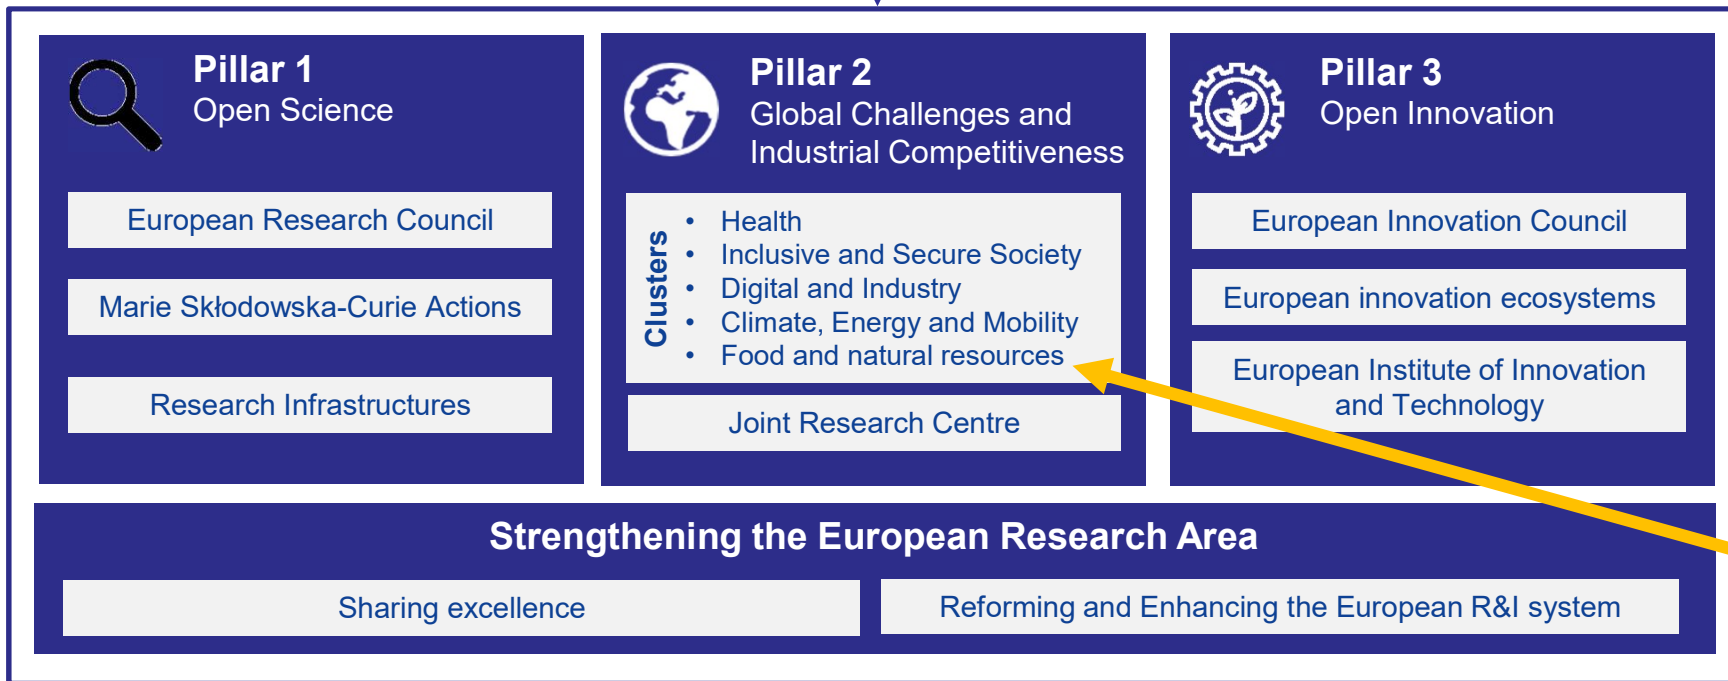 Pillar 1
Open Science
European Research Council
Marie Skłodowska-Curie Actions
Research Infrastructures
Pillar 2
Global Challenges and
Industrial Competitiveness
Clusters
• Health
• Inclusive and Secure Society
• Digital and Industry
• Climate, Energy and Mobility
• Food and natural resources
Joint Research Centre
Pillar 3
Open Innovation
European Innovation Council
European innovation ecosystems
European Institute of Innovation
and Technology
Strengthening the European Research Area
Sharing excellence
Reforming and Enhancing the European R&I system